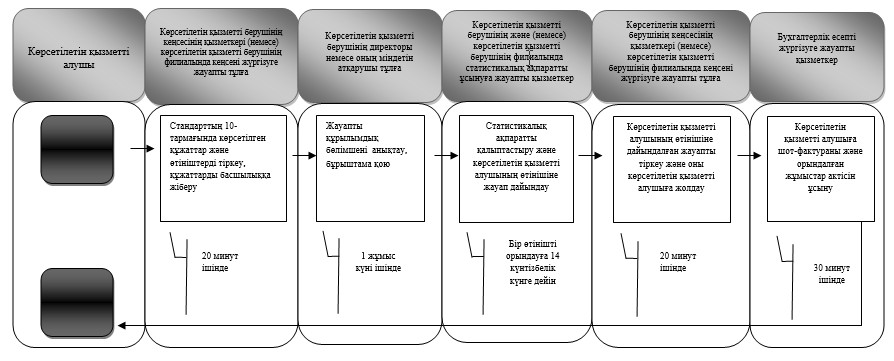 Көрсетілетін қызметті
алушы
Көрсетілетін қызметті берушінің
кеңсесінің қызметкері (немесе)
көрсетілетін қызметті берушінің
филиалында кеңсені жүргізуге
жауапты тұлға
Көрсетілетін қызметті
берушінің директоры
немесе оның міндетін
атқарушы тұлға
Көрсетілетін қызметті
берушінің және (немесе)
көрсетілетін қызметті
берушінің филиалында
статистикалық ақпаратты
ұсынуға жауапты қызметкер
Көрсетілетін қызметті
берушінің кеңсесінің
қызметкері (немесе)
көрсетілетін қызметті
берушінің филиалында кеңсені
жүргізуге жауапты тұлға
Бухгалтерлік есепті
жүргізуге жауапты
қызметкер
Стандарттың 10-
тармағында көрсетілген
құжаттар және
өтініштерді тіркеу,
құжаттарды басшылыққа
жіберу
Жауапты
құрылымдық
бөлімшені анықтау,
бұрыштама қою
Статистикалық
ақпаратты
қалыптастыру және
көрсетілетін қызметті
алушының өтінішіне
жауап дайындау
Көрсетілетін қызметті
алушының өтінішіне
дайындалған жауапты
тіркеу және оны
көрсетілетін қызметті
алушыға жолдау
Көрсетілетін
қызметті алушыға
шот-фактураны және
орындалған
жұмыстар актісін
ұсыну
20 минут
ішінде
1 жұмыс
күні ішінде
Бір өтінішті
орындауға 14
күнтізбелік
күнге дейін
20 минут
ішінде
30 минут
ішінде